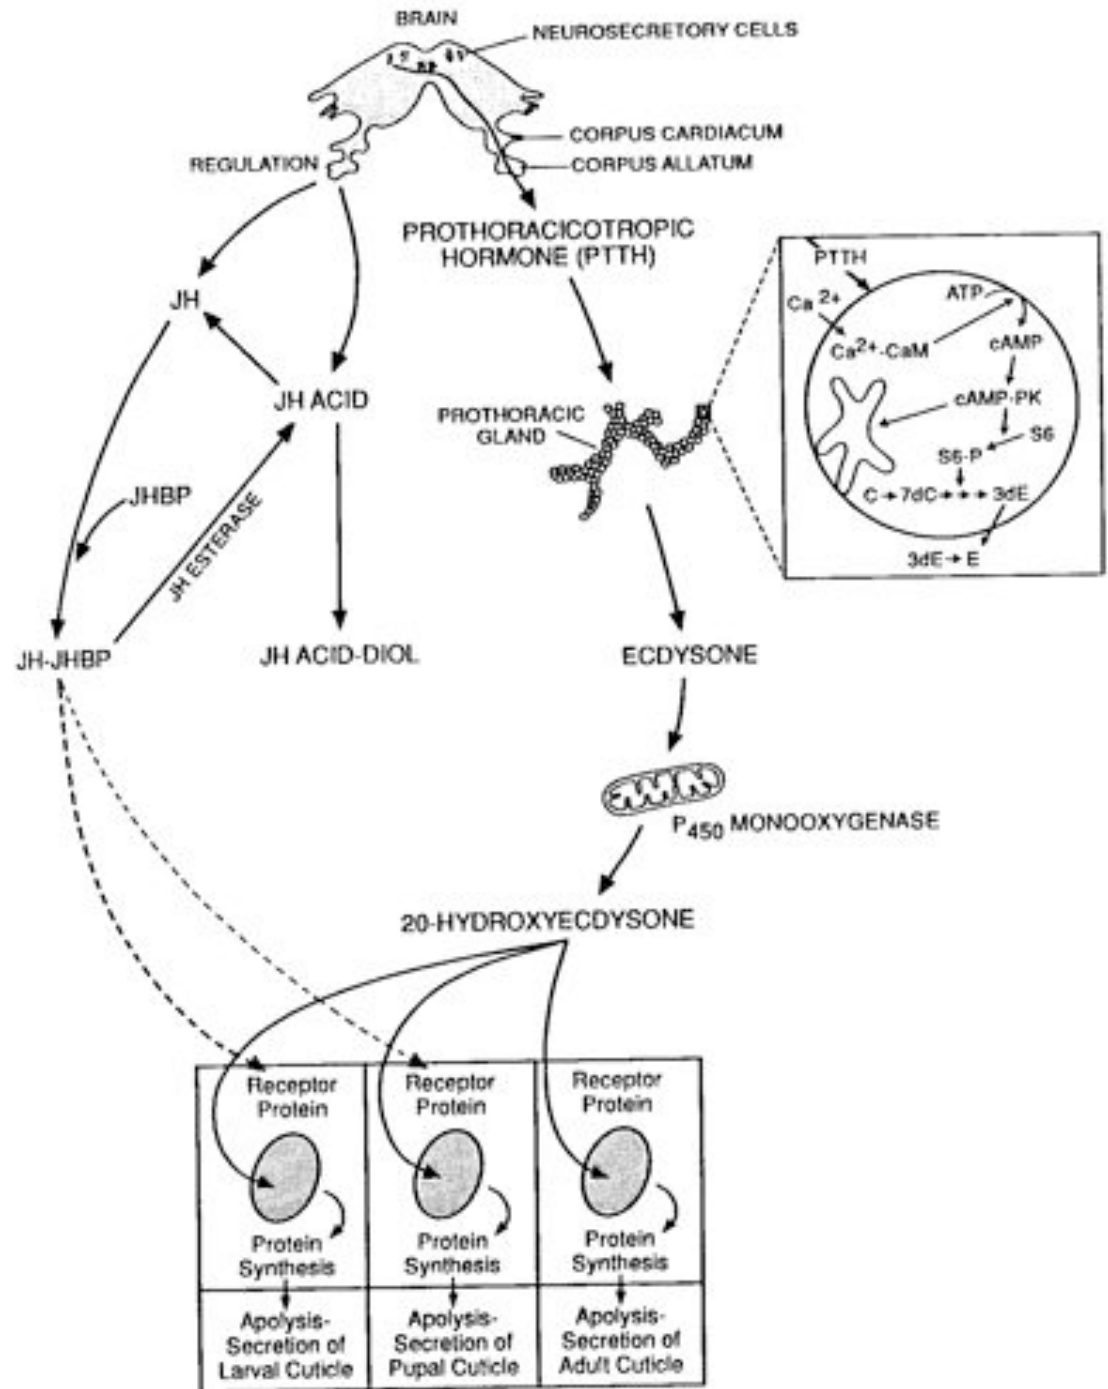 BRAIN
NEUROSECRETORY CELLS
CORPUS CARDIACUM
CORPUS ALLATUM
REGULATION
PROTHORACICOTROPIC
HORMONE (PTTH)
JH
JH ACID
JHBP
JH ESTERASE
JH-JHBP
JH ACID-DIOL
PROTHORACIC
GLAND
PTTH
Ca 2+
ATP
Ca2+-CaM
cAMP
cAMP-PK
S6
S6-P
C → 7dC → • • → 3dE
3dE → E
ECDYSONE
P450 MONOOXYGENASE
20-HYDROXYECDYSONE
Receptor
Protein
Protein
Synthesis
Apolysis-
Secretion of
Larval Cuticle
Receptor
Protein
Protein
Synthesis
Apolysis-
Secretion of
Pupal Cuticle
Receptor
Protein
Protein
Synthesis
Apolysis-
Secretion of
Adult Cuticle